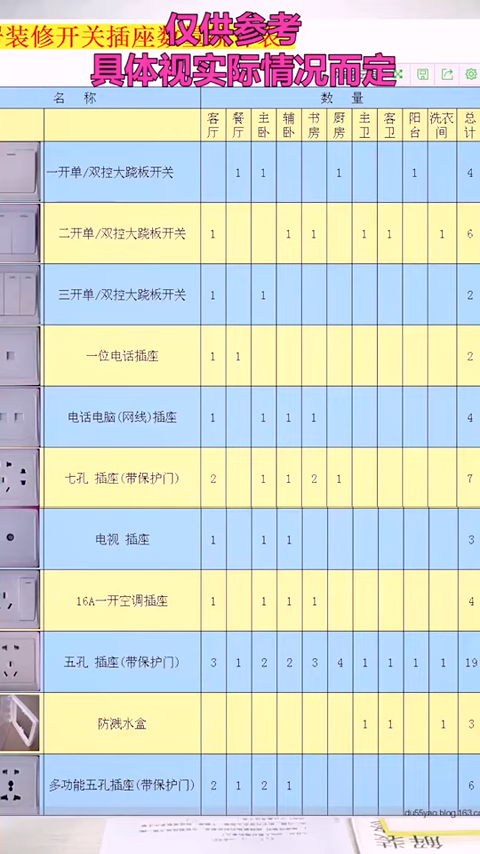 装修开关插座数
仅供参考
具体视实际情况而定
名 称 数 量
客厅 餐厅 主卧 辅卧 书房 厨房 主卫 客卫 阳台 洗衣间 总计
一开单/双控大跷板开关 1 1 1 1 4
二开单/双控大跷板开关 1 1 1 1 1 1 6
三开单/双控大跷板开关 1 1 2
一位电话插座 1 1 2
电话电脑(网线)插座 1 1 1 1 4
七孔 插座(带保护门) 2 1 1 2 1 7
电视 插座 1 1 1 3
16A一开空调插座 1 1 1 1 4
五孔 插座(带保护门) 3 1 2 2 3 4 1 1 1 1 19
防溅水盒 1 1 1 3
多功能五孔插座(带保护门) 2 1 2 1 6
du55yao.blog.163.c